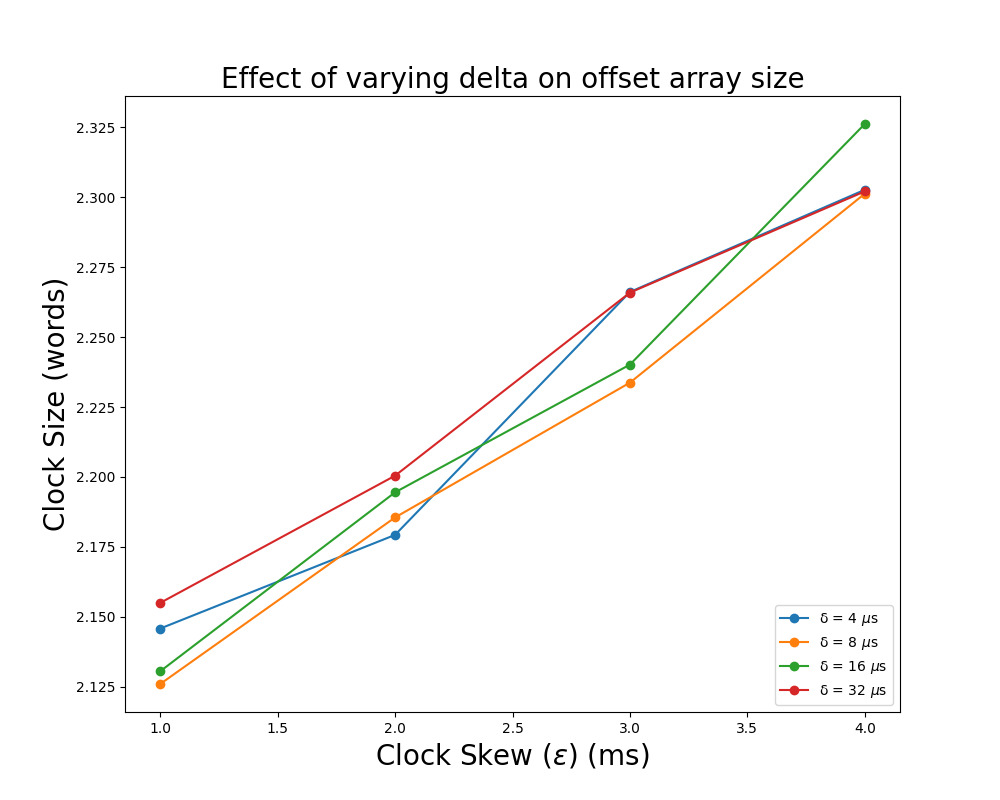 Effect of varying delta on offset array size
Clock Size (words)
2.325
2.300
2.275
2.250
2.225
2.200
2.175
2.150
2.125
1.0 1.5 2.0 2.5 3.0 3.5 4.0
Clock Skew (ε) (ms)
δ = 4 μs
δ = 8 μs
δ = 16 μs
δ = 32 μs